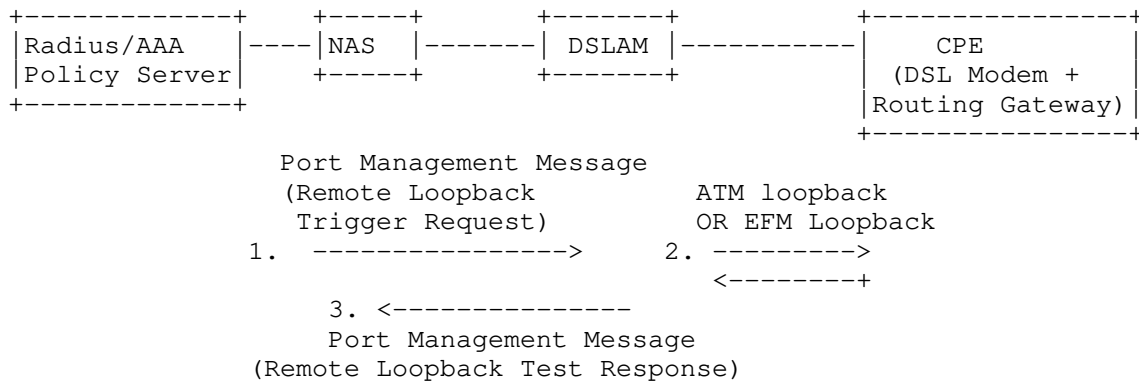 Radius/AAA NAS DSLAM CPE
Policy Server (DSL Modem +
Routing Gateway)
Port Management Message
(Remote Loopback ATM loopback
Trigger Request) OR EFM Loopback
1. 2.
3.
Port Management Message
(Remote Loopback Test Response)